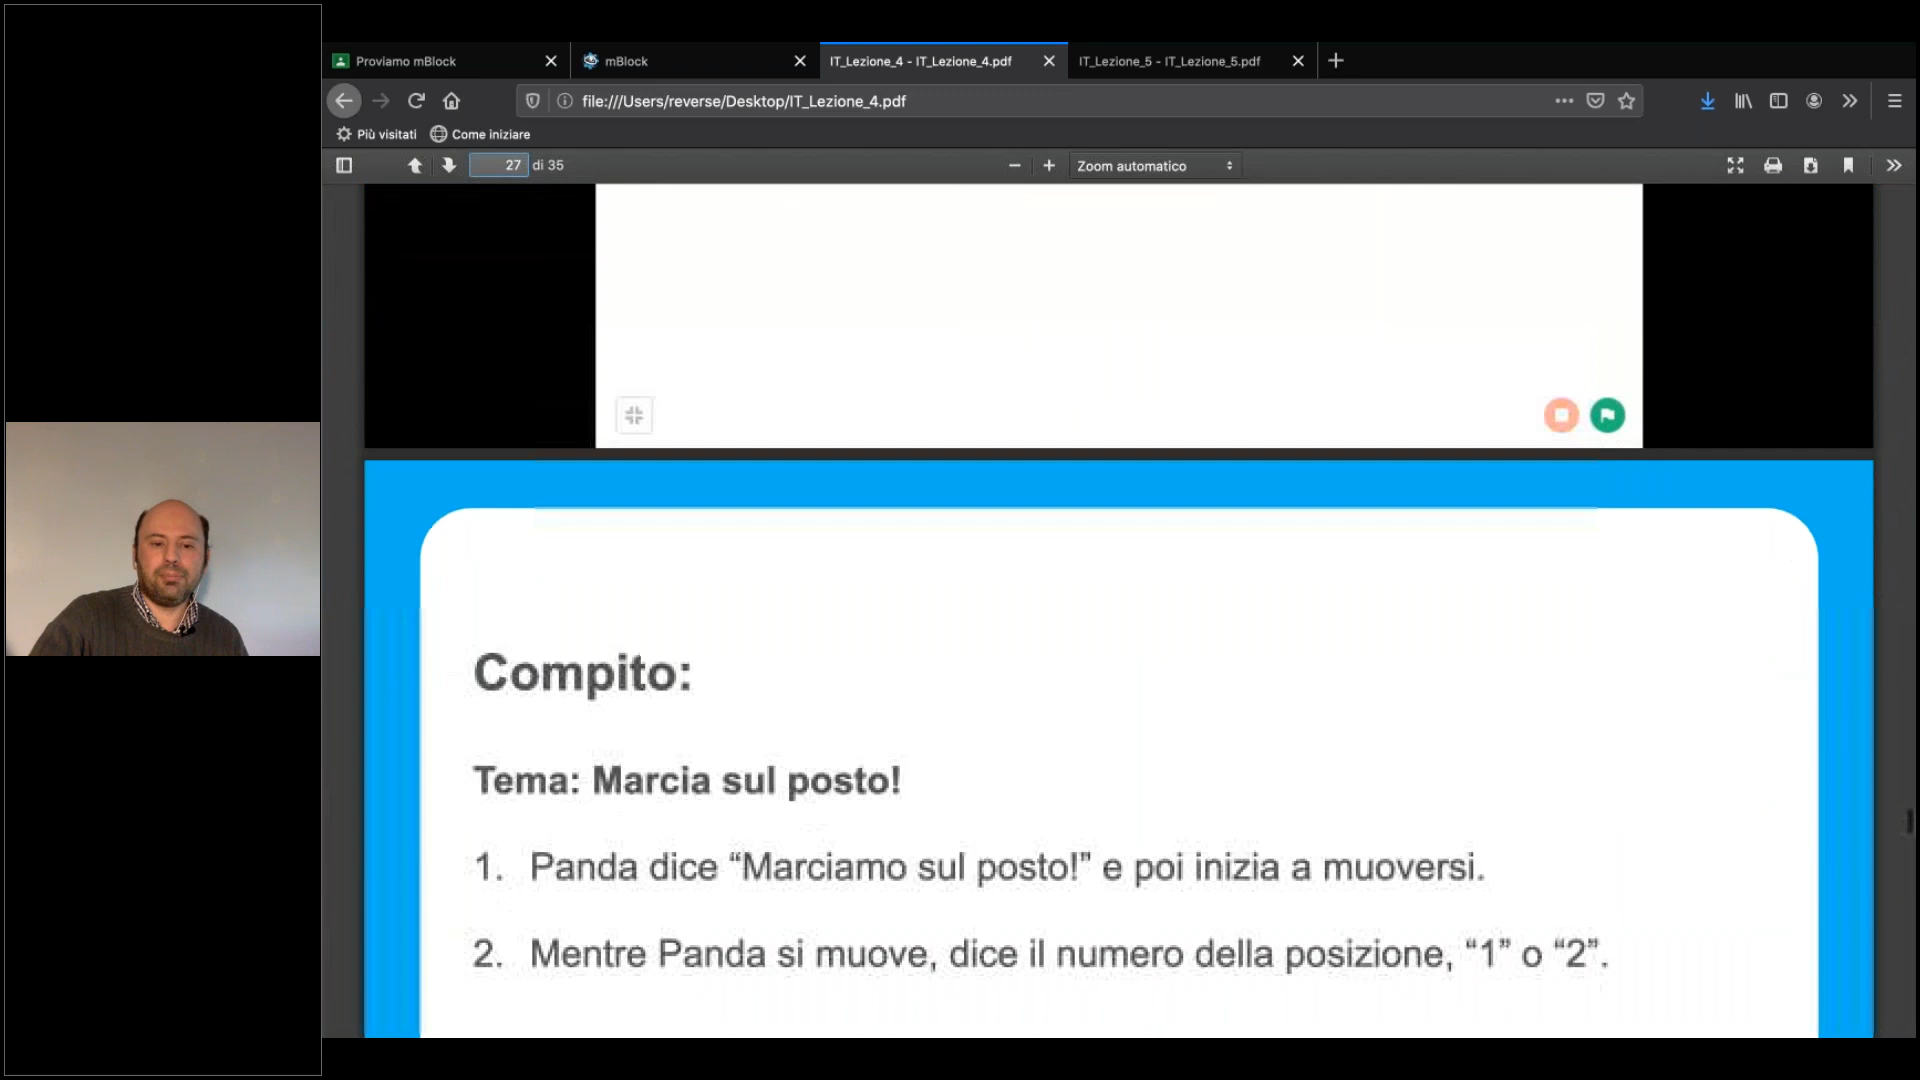 Proviamo mBlock
mBlock
IT_Lezione_4 - IT_Lezione_4.pdf
IT_Lezione_5 - IT_Lezione_5.pdf
file:///Users/reverse/Desktop/IT_Lezione_4.pdf
Più visitati
Come iniziare
27 di 35
Zoom automatico
Compito:
Tema: Marcia sul posto!
1. Panda dice “Marciamo sul posto!” e poi inizia a muoversi.
2. Mentre Panda si muove, dice il numero della posizione, “1” o “2”.